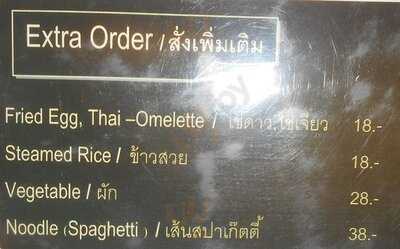 Extra Order / สั่งเพิ่มเติม
Fried Egg, Thai –Omelette / ไข่ดาว,ไข่เจียว 18.-
Steamed Rice / ข้าวสวย 18.-
Vegetable / ผัก 28.-
Noodle (Spaghetti ) / เส้นสปาเก๊ตตี้ 38.-